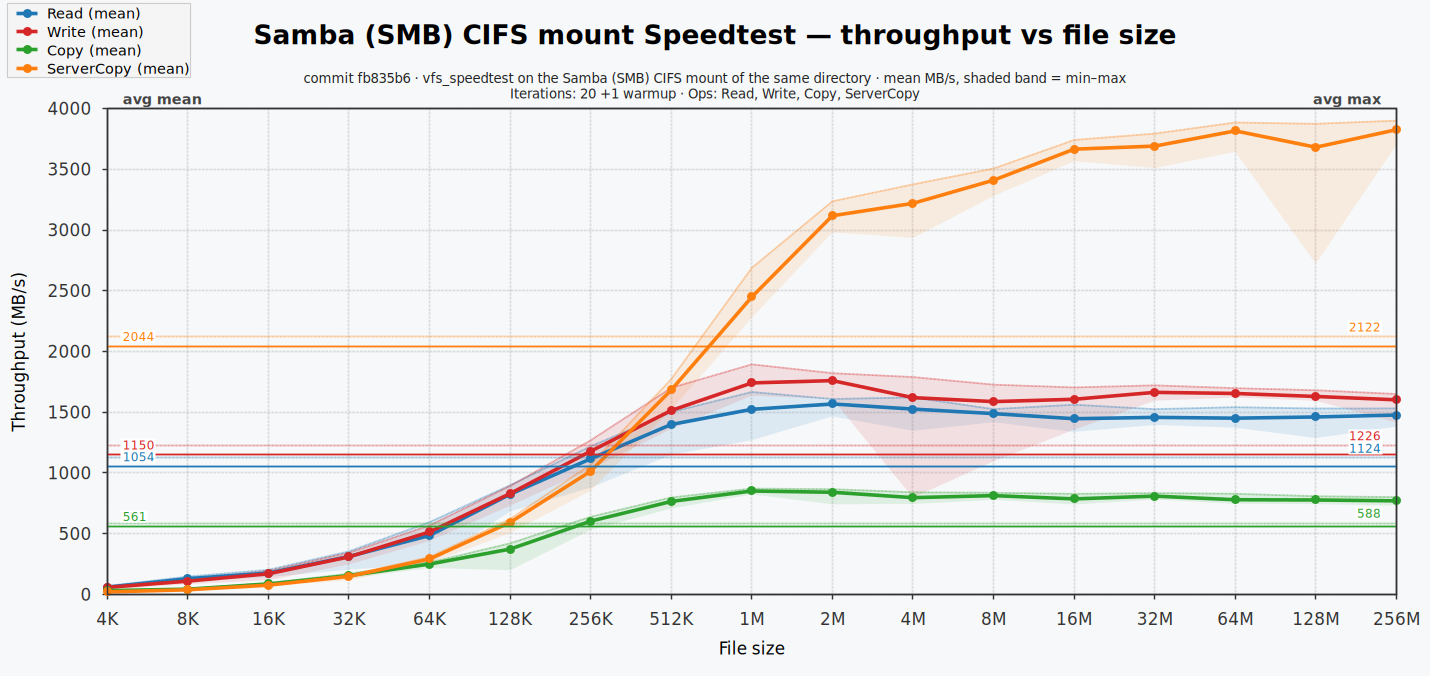 Read (mean)
Write (mean)
Copy (mean)
ServerCopy (mean)
Samba (SMB) CIFS mount Speedtest — throughput vs file size
commit fb835b6 · vfs_speedtest on the Samba (SMB) CIFS mount of the same directory · mean MB/s, shaded band = min–max
Iterations: 20 +1 warmup · Ops: Read, Write, Copy, ServerCopy
avg mean
avg max
4000
3500
3000
2500
2000
1500
1000
500
0
Throughput (MB/s)
2044
2122
1150
1226
1054
1124
561
588
4K 8K 16K 32K 64K 128K 256K 512K 1M 2M 4M 8M 16M 32M 64M 128M 256M
File size